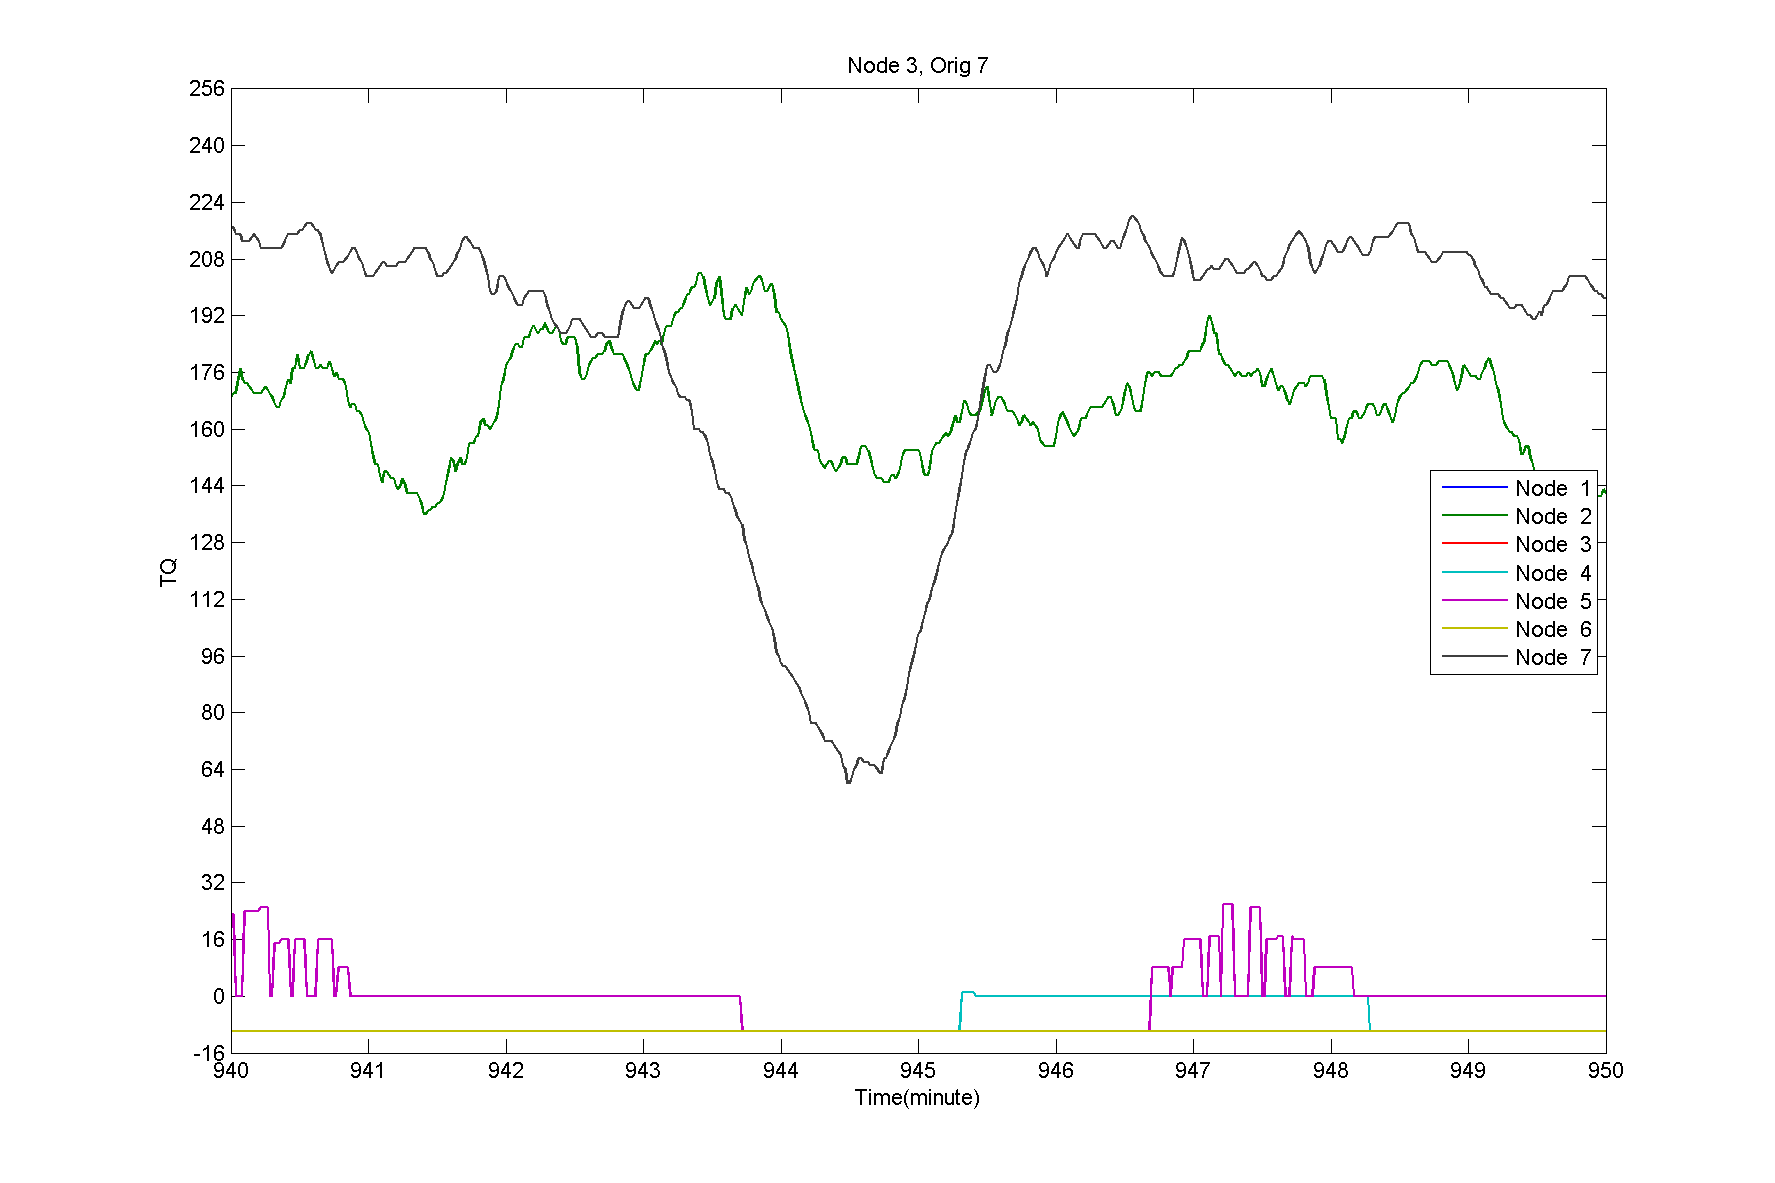 Node 3, Orig 7
256
240
224
208
192
176
160
144
128
112
96
80
64
48
32
16
0
-16
TQ
Node 1
Node 2
Node 3
Node 4
Node 5
Node 6
Node 7
940 941 942 943 944 945 946 947 948 949 950
Time(minute)